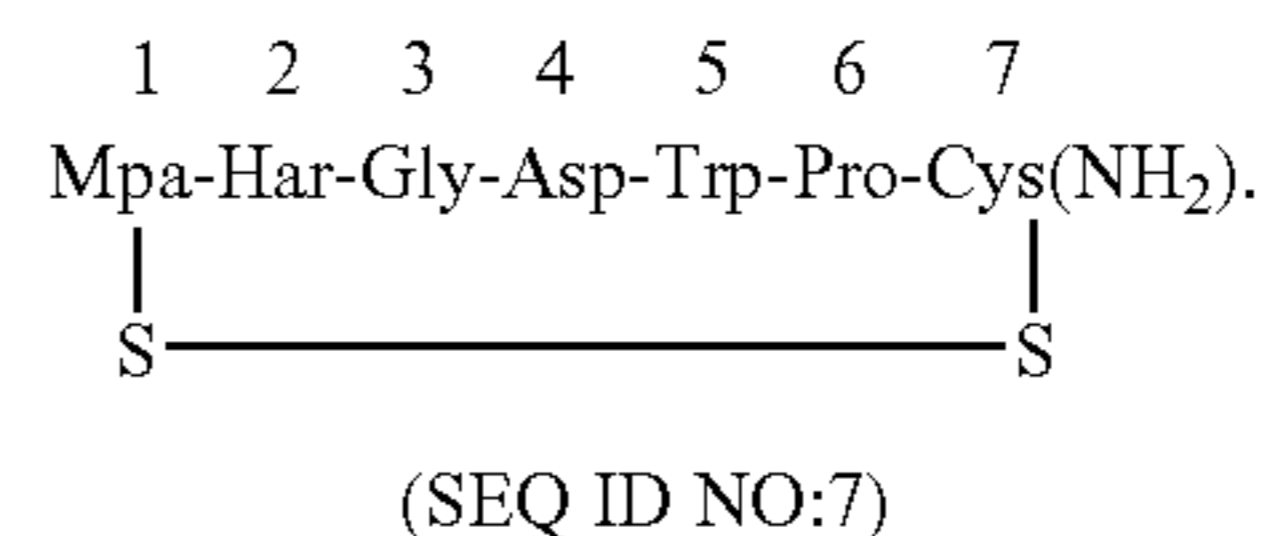 1 2 3 4 5 6 7
Mpa-Har-Gly-Asp-Trp-Pro-Cys(NH₂).
S S
(SEQ ID NO:7)